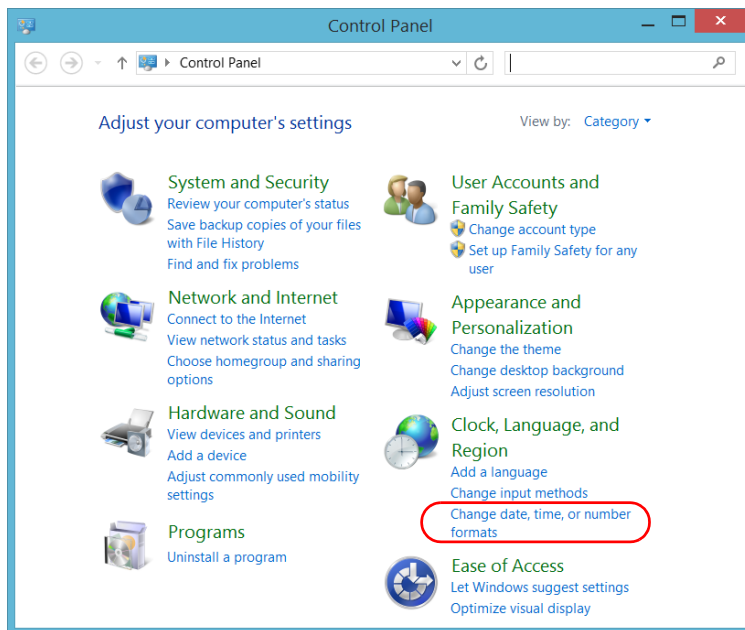 Control Panel
Control Panel
Adjust your computer's settings
View by: Category
System and Security
Review your computer's status
Save backup copies of your files
with File History
Find and fix problems
Network and Internet
Connect to the Internet
View network status and tasks
Choose homegroup and sharing
options
Hardware and Sound
View devices and printers
Add a device
Adjust commonly used mobility
settings
Programs
Uninstall a program
User Accounts and
Family Safety
Change account type
Set up Family Safety for any
user
Appearance and
Personalization
Change the theme
Change desktop background
Adjust screen resolution
Clock, Language, and
Region
Add a language
Change input methods
Change date, time, or number
formats
Ease of Access
Let Windows suggest settings
Optimize visual display